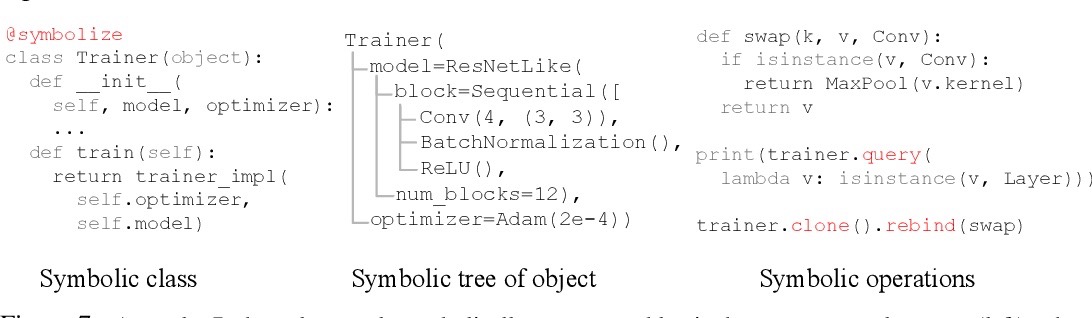 @symbolize
class Trainer(object):
  def __init__(
    self, model, optimizer):
    ...
  def train(self):
    return trainer_impl(
      self.optimizer,
      self.model)
Symbolic class
Trainer(
model=ResNetLike(
block=Sequential([
Conv(4, (3, 3)),
BatchNormalization(),
ReLU(),
num_blocks=12),
optimizer=Adam(2e-4))
Symbolic tree of object
def swap(k, v, Conv):
  if isinstance(v, Conv):
    return MaxPool(v.kernel)
  return v
print(trainer.query(
  lambda v: isinstance(v, Layer)))
trainer.clone().rebind(swap)
Symbolic operations